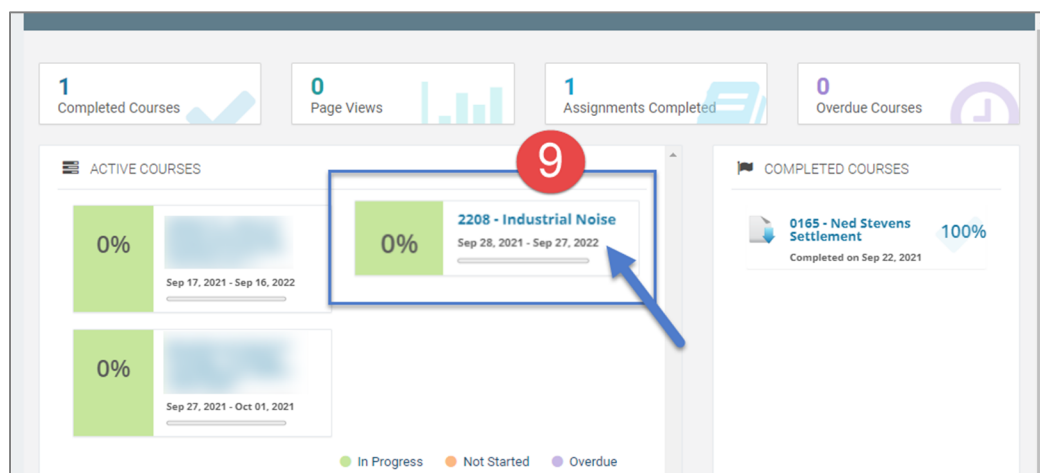 1
Completed Courses
0
Page Views
1
Assignments Completed
0
Overdue Courses
ACTIVE COURSES
0%
Sep 17, 2021 - Sep 16, 2022
9
0%
2208 - Industrial Noise
Sep 28, 2021 - Sep 27, 2022
0%
Sep 27, 2021 - Oct 01, 2021
In Progress
Not Started
Overdue
COMPLETED COURSES
0165 - Ned Stevens
Settlement
100%
Completed on Sep 22, 2021